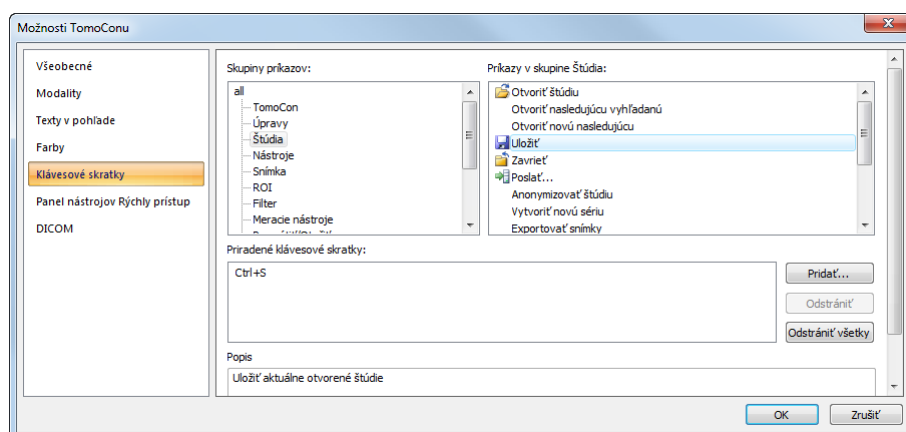 Možnosti TomoConu
Všeobecné
Modality
Texty v pohľade
Farby
Klávesové skratky
Panel nástrojov Rýchly prístup
DICOM
Skupiny príkazov:
all
TomoCon
Úpravy
Štúdia
Nástroje
Snímka
ROI
Filter
Meracie nástroje
Príkazy v skupine Štúdia:
Otvoriť štúdiu
Otvoriť nasledujúcu vyhľadanú
Otvoriť novú nasledujúcu
Uložiť
Zavrieť
Poslať...
Anonymizovať štúdiu
Vytvoriť novú sériu
Exportovať snímky
Priradené klávesové skratky:
Ctrl+S
Pridať...
Odstrániť
Odstrániť všetky
Popis
Uložiť aktuálne otvorené štúdie
OK
Zrušiť